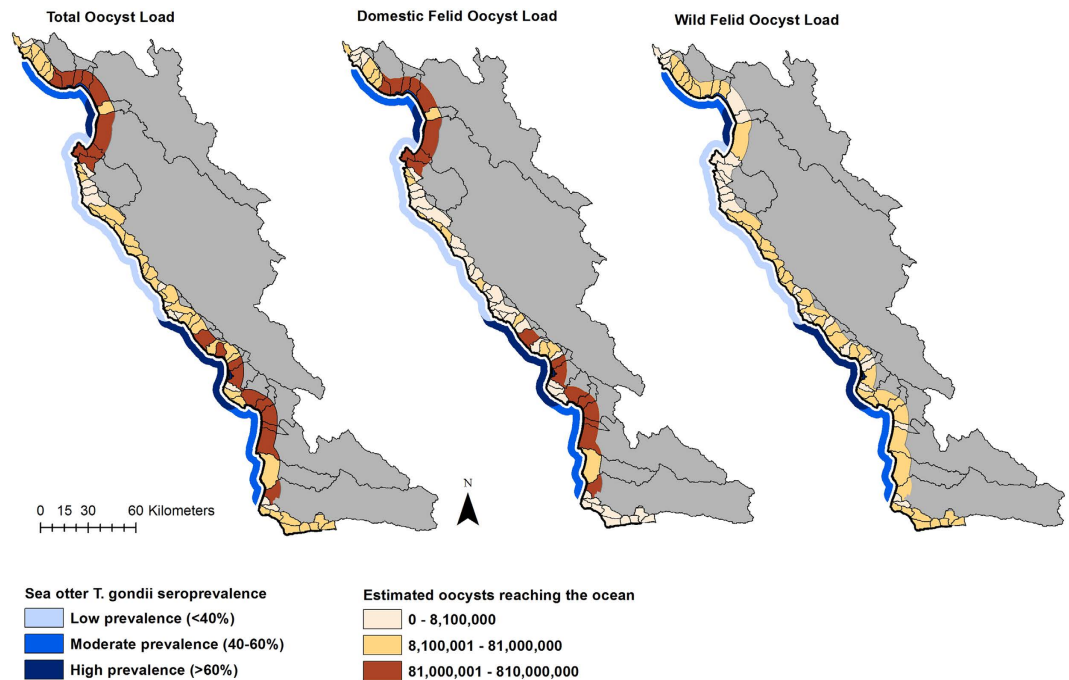 Total Oocyst Load
Domestic Felid Oocyst Load
Wild Felid Oocyst Load
N
0 15 30 60 Kilometers
Sea otter T. gondii seroprevalence
Low prevalence (<40%)
Moderate prevalence (40-60%)
High prevalence (>60%)
Estimated oocysts reaching the ocean
0 - 8,100,000
8,100,001 - 81,000,000
81,000,001 - 810,000,000